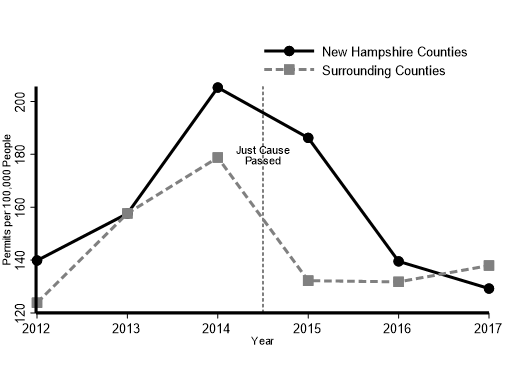 New Hampshire Counties
Surrounding Counties
Permits per 100,000 People
200
180
160
140
120
Just Cause
Passed
2012 2013 2014 2015 2016 2017
Year